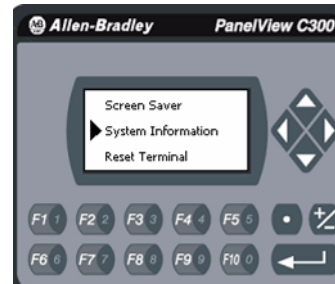 AB Allen-Bradley PanelView C300
Screen Saver
System Information
Reset Terminal
F1 1 F2 2 F3 3 F4 4 F5 5 • +/-
F6 6 F7 7 F8 8 F9 9 F10 0